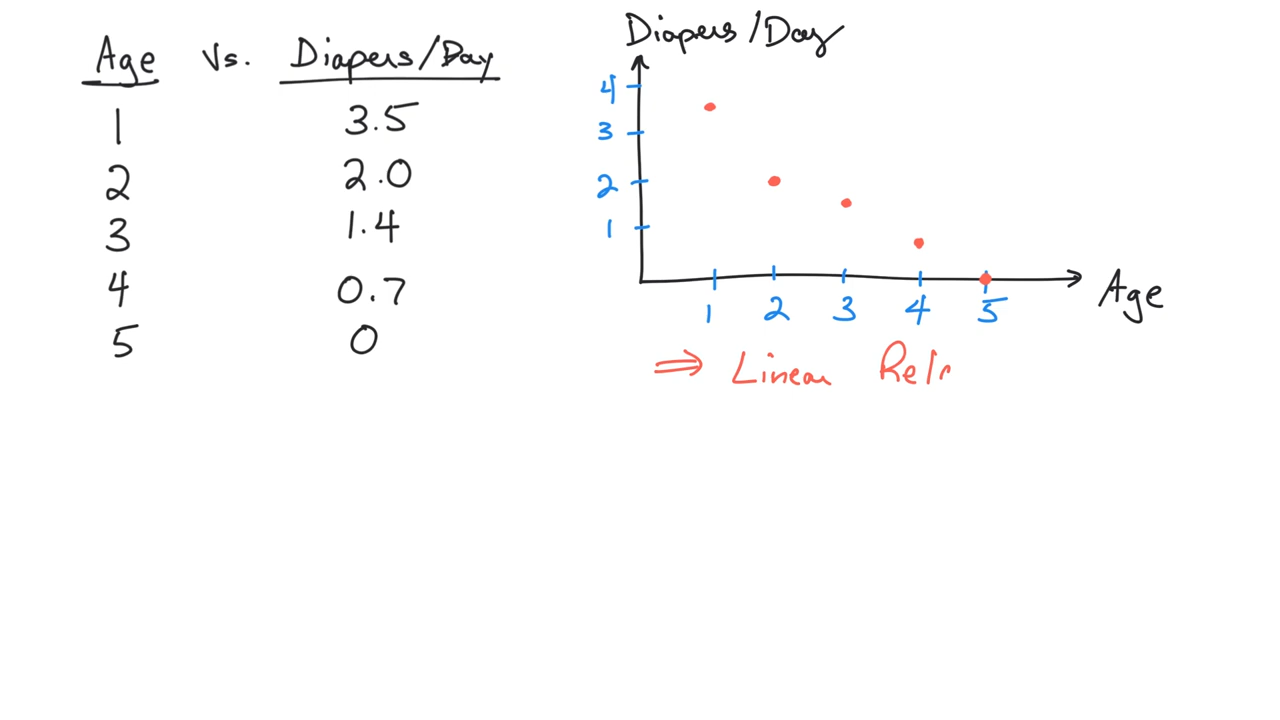 Age Vs. Diapers/Day
1 3.5
2 2.0
3 1.4
4 0.7
5 0
Diapers/Day
4
3
2
1
1 2 3 4 5
Age
⇒ Linear Rel